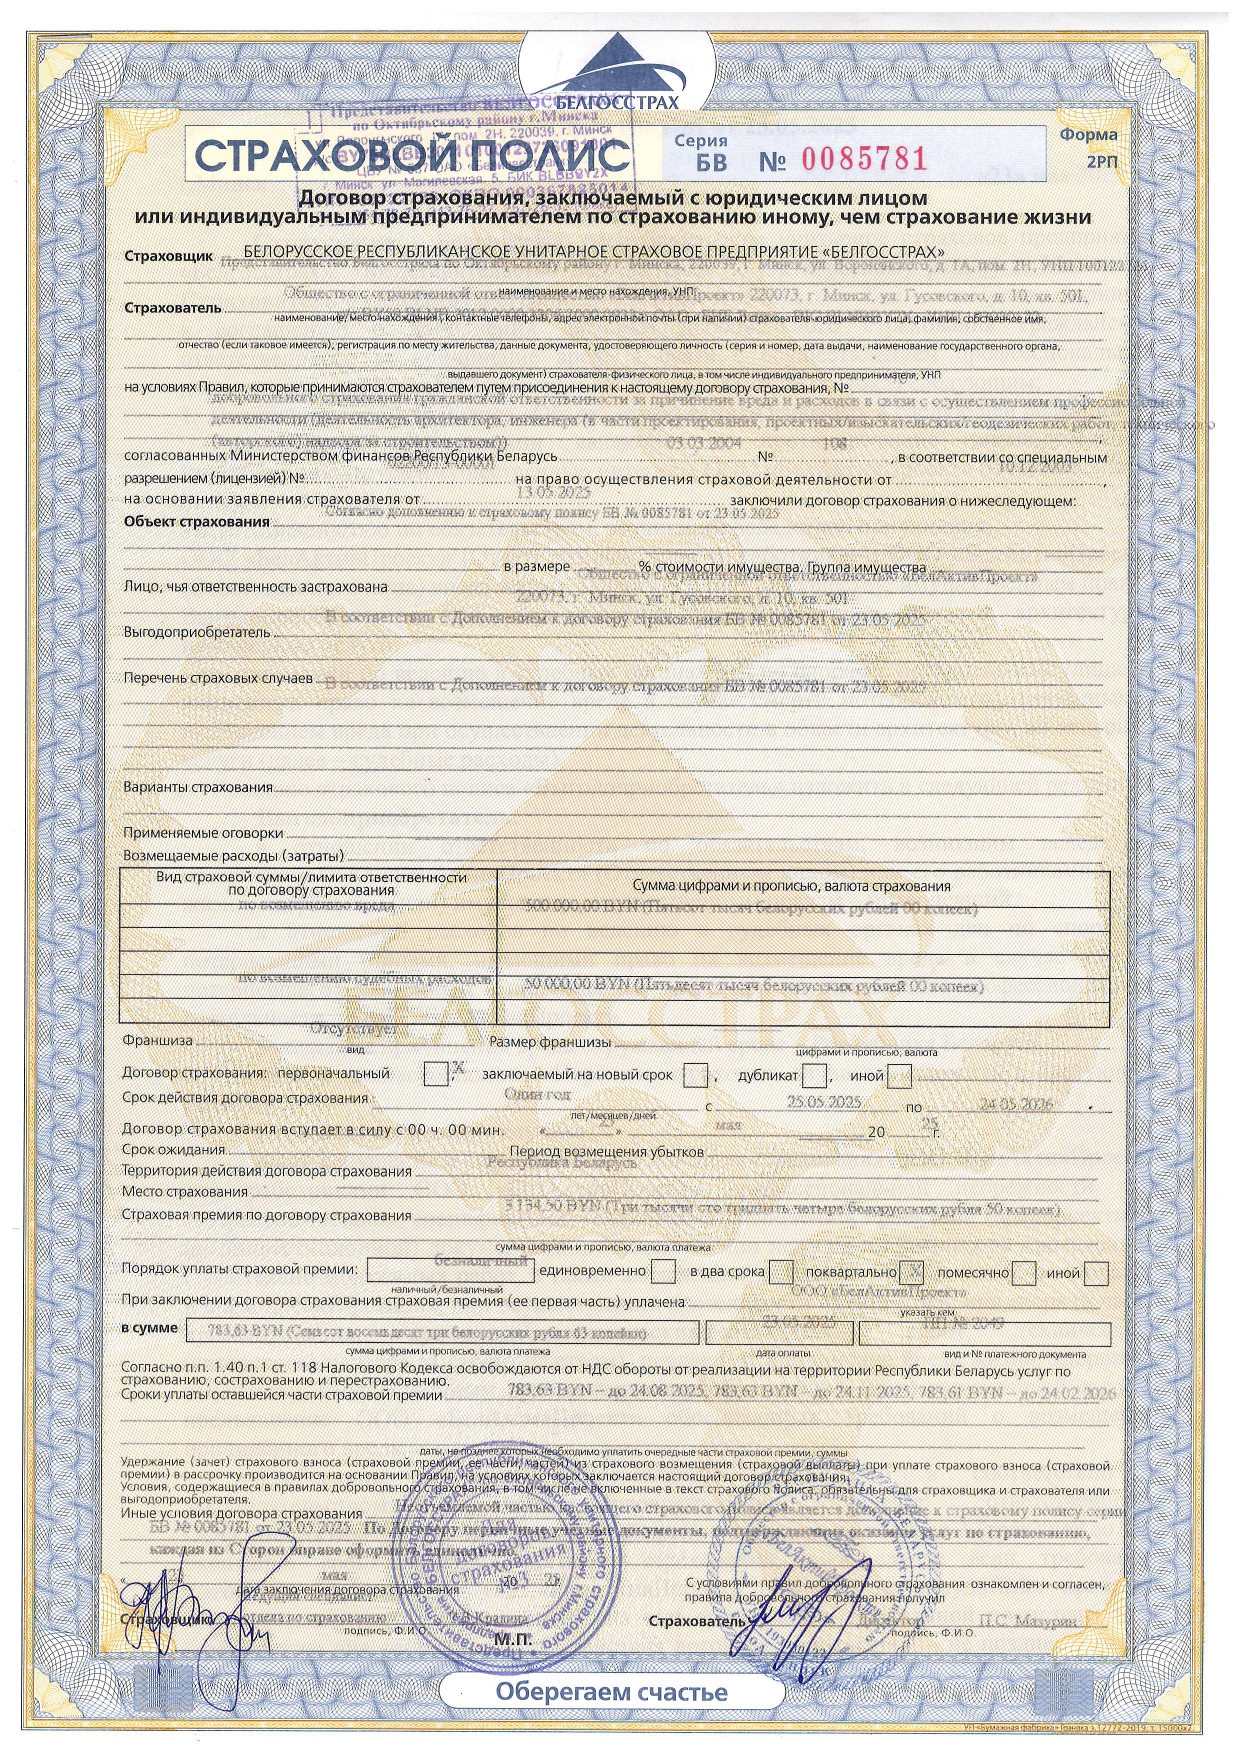 БЕЛГОССТРАХ
Представительство БЕЛГОССТРАХА
по Октябрьскому району г. Минска
пом. 2Н, 220039, г. Минск
г. Минск, ул. Могилевская, 5, БИК BLBBBY2X
СТРАХОВОЙ ПОЛИС
Серия
БВ № 0085781
Форма
2РП
Договор страхования, заключаемый с юридическим лицом
или индивидуальным предпринимателем по страхованию иному, чем страхование жизни
Страховщик БЕЛОРУССКОЕ РЕСПУБЛИКАНСКОЕ УНИТАРНОЕ СТРАХОВОЕ ПРЕДПРИЯТИЕ «БЕЛГОССТРАХ»
Представительство Белгосстраха по Октябрьскому району г. Минска, 220039, г. Минск, ул. Воронянского, д. 7А, пом. 2Н, УНП
наименование и место нахождения, УНП
Общество с ограниченной ответственностью «БелАктивПроект» 220073, г. Минск, ул. Гусовского, д. 10, кв. 501,
Страхователь
наименование, место нахождения, контактные телефоны, адрес электронной почты (при наличии) страхователя-юридического лица, фамилия, собственное имя,
отчество (если таковое имеется), регистрация по месту жительства, данные документа, удостоверяющего личность (серия и номер, дата выдачи, наименование государственного органа,
выдавшего документ) страхователя-физического лица, в том числе индивидуального предпринимателя, УНП
на условиях Правил, которые принимаются страхователем путем присоединения к настоящему договору страхования, №
добровольного страхования гражданской ответственности за причинение вреда и расходов в связи с осуществлением профессиональной
деятельности (деятельность архитектора, инженера (в части проектирования, проектных/изыскательских/геодезических работ, технического
(авторского) надзора за строительством))
03.03.2004 108
согласованных Министерством финансов Республики Беларусь № , в соответствии со специальным
02200/13-00001 10.12.2003
разрешением (лицензией) № на право осуществления страховой деятельности от
13.05.2025
на основании заявления страхователя от заключили договор страхования о нижеследующем:
Согласно дополнению к страховому полису БВ № 0085781 от 23.05.2025
Объект страхования
в размере % стоимости имущества. Группа имущества
Общество с ограниченной ответственностью «БелАктивПроект»
Лицо, чья ответственность застрахована
220073, г. Минск, ул. Гусовского, д. 10, кв. 501
В соответствии с Дополнением к договору страхования БВ № 0085781 от 23.05.2025
Выгодоприобретатель
Перечень страховых случаев В соответствии с Дополнением к договору страхования БВ № 0085781 от 23.05.2025
Варианты страхования
Применяемые оговорки
Возмещаемые расходы (затраты)
Вид страховой суммы/лимита ответственности
по договору страхования
Сумма цифрами и прописью, валюта страхования
по возмещению вреда 500 000,00 BYN (Пятьсот тысяч белорусских рублей 00 копеек)
по возмещению судебных расходов 50 000,00 BYN (Пятьдесят тысяч белорусских рублей 00 копеек)
БЕЛГОССТРАХ
Отсутствует
Франшиза Размер франшизы
вид цифрами и прописью, валюта
Договор страхования: первоначальный X, заключаемый на новый срок , дубликат , иной
Срок действия договора страхования Один год с 25.05.2025 по 24.05.2026.
лет/месяцев/дней
Договор страхования вступает в силу с 00 ч. 00 мин. «25» мая 20 25 г.
Срок ожидания Период возмещения убытков
Республика Беларусь
Территория действия договора страхования
Место страхования
3 134,50 BYN (Три тысячи сто тридцать четыре белорусских рубля 50 копеек)
Страховая премия по договору страхования
сумма цифрами и прописью, валюта платежа
Порядок уплаты страховой премии: безналичный единовременно в два срока поквартально X помесячно иной
наличный/безналичный
ООО «БелАктивПроект»
При заключении договора страхования страховая премия (ее первая часть) уплачена
указать кем
в сумме 783,63 BYN (Семьсот восемьдесят три белорусских рубля 63 копейки) 23.05.2025 ПП № 2049
сумма цифрами и прописью, валюта платежа дата оплаты вид и № платежного документа
Согласно п.п. 1.40 п.1 ст. 118 Налогового Кодекса освобождаются от НДС обороты от реализации на территории Республики Беларусь услуг по
страхованию, сострахованию и перестрахованию.
Сроки уплаты оставшейся части страховой премии 783,63 BYN – до 24.08.2025, 783,63 BYN – до 24.11.2025, 783,61 BYN – до 24.02.2026
даты, не позднее которых необходимо уплатить очередные части страховой премии, суммы
Удержание (зачет) страхового взноса (страховой премии, ее части, частей) из страхового возмещения (страховой выплаты) при уплате страхового взноса (страховой
премии) в рассрочку производится на основании Правил, на условиях которых заключается настоящий договор страхования.
Условия, содержащиеся в правилах добровольного страхования, в том числе не включенные в текст страхового полиса, обязательны для страховщика и страхователя или
выгодоприобретателя.
Иные условия договора страхования Неотъемлемой частью настоящего страхового полиса является дополнение к страховому полису серии
БВ № 0085781 от 23.05.2025 По Договору первичные учетные документы, подтверждающие оказание услуг по страхованию,
каждая из Сторон вправе оформить единолично.
«23» мая 20 25
дата заключения договора страхования
С условиями правил добровольного страхования ознакомлен и согласен,
правила добровольного страхования получил
ведущий специалист
Страховщик отдела по страхованию
подпись, Ф.И.О.
Для
договоров
страхования
М.П.
Страхователь Директор П.С. Мазурин
подпись, Ф.И.О.
Оберегаем счастье